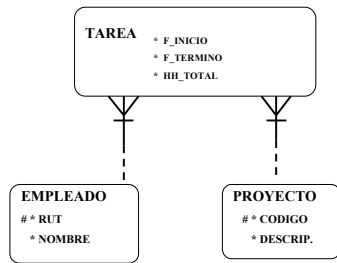 TAREA
* F_INICIO
* F_TERMINO
* HH_TOTAL
EMPLEADO
# * RUT
* NOMBRE
PROYECTO
# * CODIGO
* DESCRIP.